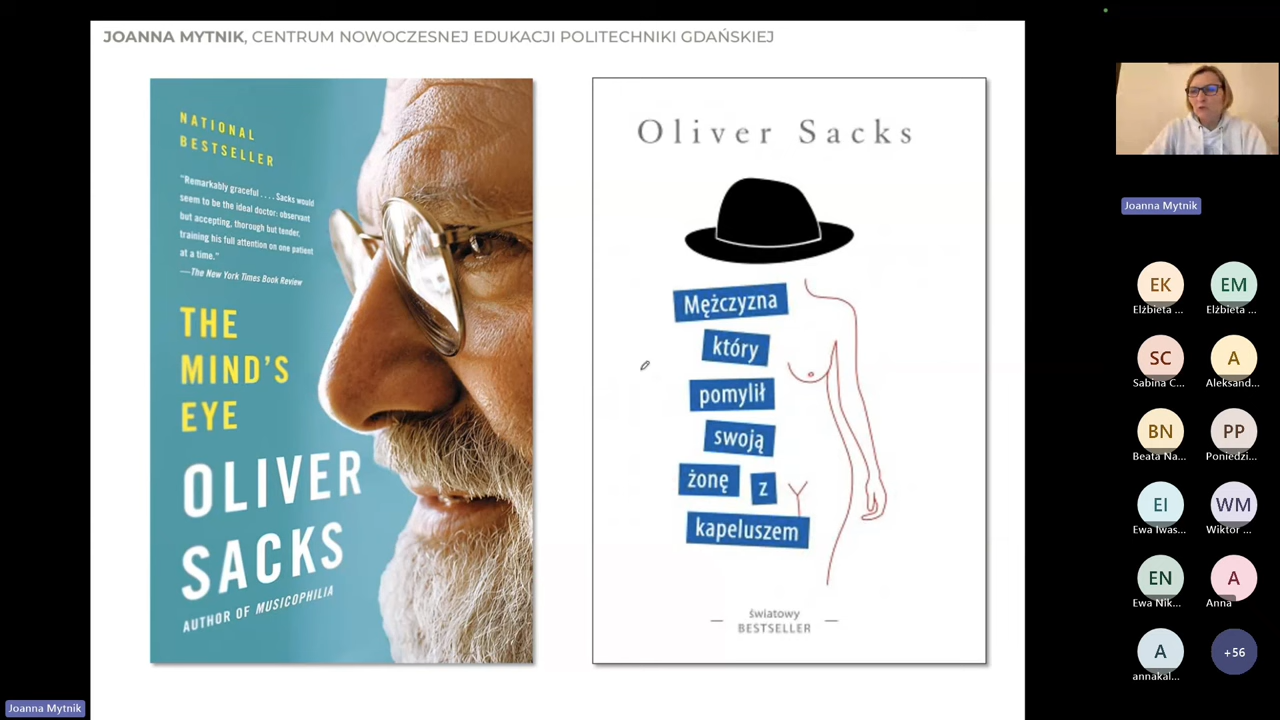 JOANNA MYTNIK, CENTRUM NOWOCZESNEJ EDUKACJI POLITECHNIKI GDAŃSKIEJ
NATIONAL
BESTSELLER
"Remarkably graceful . . . . Sacks would
seem to be the ideal doctor: observant
but accepting, thorough but tender,
training his full attention on one patient
at a time."
—The New York Times Book Review
THE
MIND'S
EYE
OLIVER
SACKS
AUTHOR OF MUSICOPHILIA
Oliver Sacks
Mężczyzna
który
pomylił
swoją
żonę z
kapeluszem
światowy
BESTSELLER
Joanna Mytnik
EK
EM
Elżbieta ...
Elżbieta ...
SC
A
Sabina C...
Aleksand...
BN
PP
Beata Na...
Poniedzi...
EI
WM
Ewa Iwas...
Wiktor ...
EN
A
Ewa Nik...
Anna
A
+56
annakal...
Joanna Mytnik